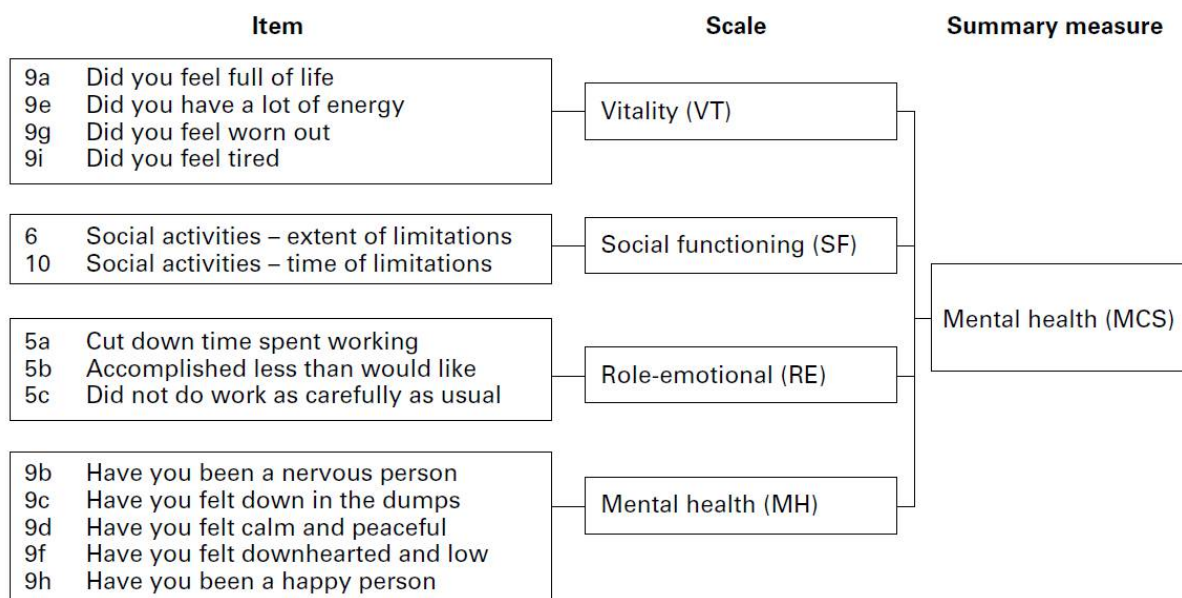 Item Scale Summary measure
9a Did you feel full of life
9e Did you have a lot of energy
9g Did you feel worn out
9i Did you feel tired
Vitality (VT)
6 Social activities – extent of limitations
10 Social activities – time of limitations
Social functioning (SF)
5a Cut down time spent working
5b Accomplished less than would like
5c Did not do work as carefully as usual
Role-emotional (RE)
9b Have you been a nervous person
9c Have you felt down in the dumps
9d Have you felt calm and peaceful
9f Have you felt downhearted and low
9h Have you been a happy person
Mental health (MH)
Mental health (MCS)